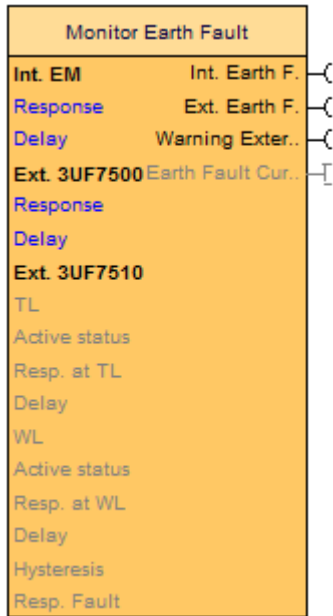 Monitor Earth Fault
Int. EM Int. Earth F.
Response Ext. Earth F.
Delay Warning Exter..
Ext. 3UF7500 Earth Fault Cur..
Response
Delay
Ext. 3UF7510
TL
Active status
Resp. at TL
Delay
WL
Active status
Resp. at WL
Delay
Hysteresis
Resp. Fault